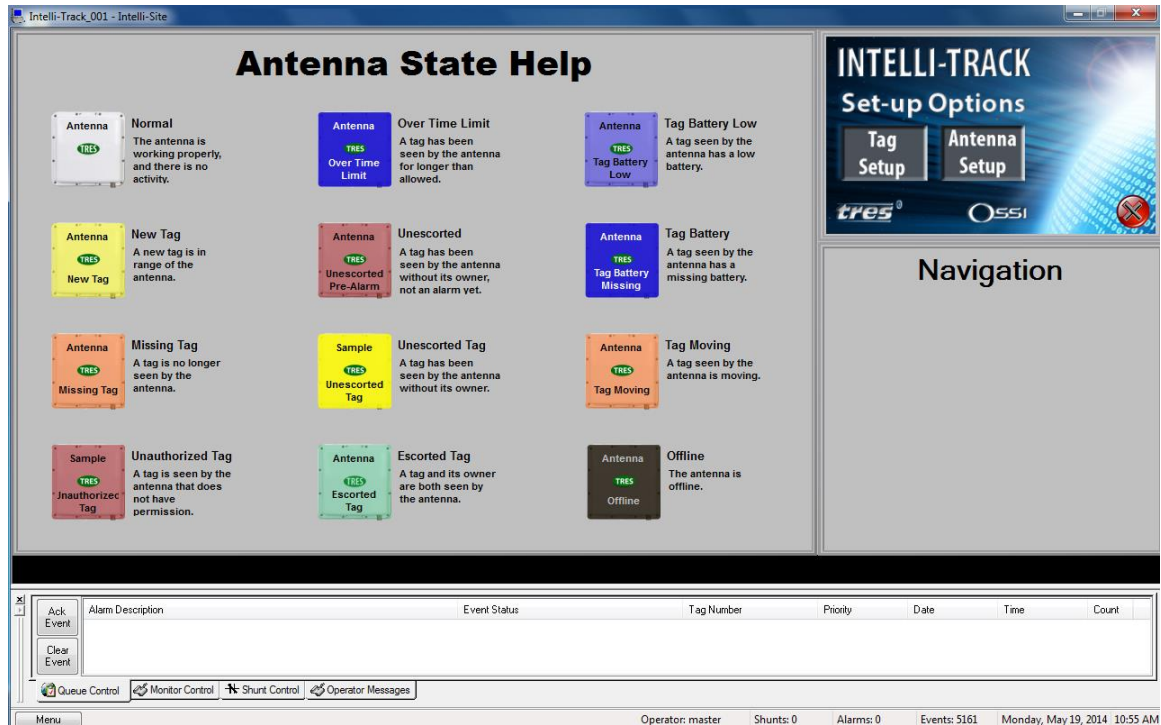 Intelli-Track_001 - Intelli-Site
Antenna State Help
Antenna
TRES
Normal
The antenna is
working properly,
and there is no
activity.
Antenna
TRES
Over Time
Limit
Over Time Limit
A tag has been
seen by the antenna
for longer than
allowed.
Antenna
TRES
Tag Battery
Low
Tag Battery Low
A tag seen by the
antenna has a low
battery.
Antenna
TRES
New Tag
New Tag
A new tag is in
range of the
antenna.
Antenna
TRES
Unescorted
Pre-Alarm
Unescorted
A tag has been
seen by the antenna
without its owner,
not an alarm yet.
Antenna
TRES
Tag Battery
Missing
Tag Battery
A tag seen by the
antenna has a
missing battery.
Antenna
TRES
Missing Tag
Missing Tag
A tag is no longer
seen by the
antenna.
Sample
TRES
Unescorted
Tag
Unescorted Tag
A tag has been
seen by the antenna
without its owner.
Antenna
TRES
Tag Moving
Tag Moving
A tag seen by the
antenna is moving.
Sample
TRES
Unauthorized
Tag
Unauthorized Tag
A tag is seen by the
antenna that does
not have
permission.
Antenna
TRES
Escorted
Tag
Escorted Tag
A tag and its owner
are both seen by
the antenna.
Antenna
TRES
Offline
Offline
The antenna is
offline.
INTELLI-TRACK
Set-up Options
Tag
Setup
Antenna
Setup
tres®
OSSI
Navigation
Ack
Event
Clear
Event
Alarm Description Event Status Tag Number Priority Date Time Count
Queue Control Monitor Control Shunt Control Operator Messages
Menu Operator: master Shunts: 0 Alarms: 0 Events: 5161 Monday, May 19, 2014 10:55 AM